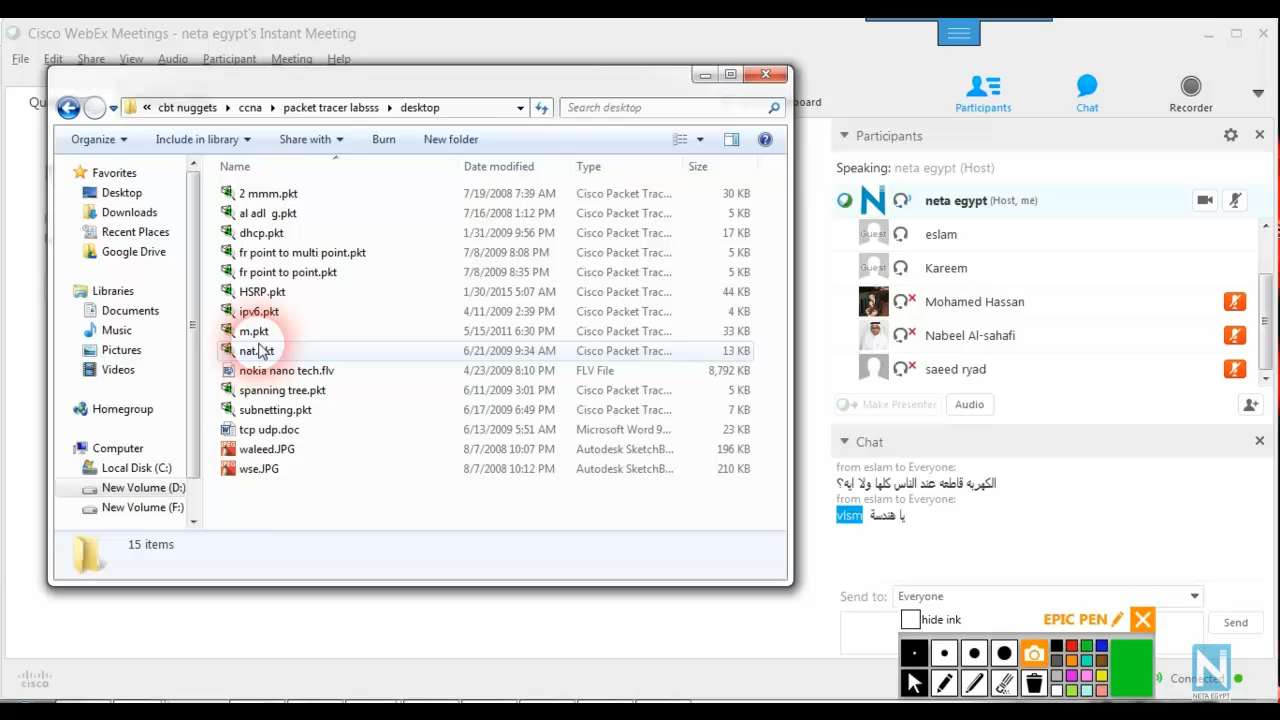 Cisco WebEx Meetings - neta egypt's Instant Meeting
File Edit Share View Audio Participant Meeting Help
Participants
Chat
Recorder
« cbt nuggets ccna packet tracer labsss desktop
Search desktop
Organize Include in library Share with Burn New folder
Name Date modified Type Size
Favorites
Desktop
Downloads
Recent Places
Google Drive
Libraries
Documents
Music
Pictures
Videos
Homegroup
Computer
Local Disk (C:)
New Volume (D:)
New Volume (F:)
2 mmm.pkt 7/19/2008 7:39 AM Cisco Packet Trac... 30 KB
al adl g.pkt 7/16/2008 1:12 PM Cisco Packet Trac... 5 KB
dhcp.pkt 1/31/2009 9:56 PM Cisco Packet Trac... 17 KB
fr point to multi point.pkt 7/8/2009 8:08 PM Cisco Packet Trac... 5 KB
fr point to point.pkt 7/8/2009 8:35 PM Cisco Packet Trac... 5 KB
HSRP.pkt 1/30/2015 5:07 AM Cisco Packet Trac... 44 KB
ipv6.pkt 4/11/2009 2:39 PM Cisco Packet Trac... 4 KB
m.pkt 5/15/2011 6:30 PM Cisco Packet Trac... 33 KB
nat.pkt 6/21/2009 9:34 AM Cisco Packet Trac... 13 KB
nokia nano tech.flv 4/23/2009 8:10 PM FLV File 8,792 KB
spanning tree.pkt 6/11/2009 3:01 PM Cisco Packet Trac... 5 KB
subnetting.pkt 6/17/2009 6:49 PM Cisco Packet Trac... 7 KB
tcp udp.doc 6/13/2009 5:51 AM Microsoft Word 9... 23 KB
waleed.JPG 8/7/2008 10:07 PM Autodesk SketchB... 196 KB
wse.JPG 8/7/2008 10:12 PM Autodesk SketchB... 210 KB
15 items
Participants
Speaking: neta egypt (Host)
neta egypt (Host, me)
Guest eslam
Guest Kareem
Mohamed Hassan
Nabeel Al-sahafi
saeed ryad
Make Presenter Audio
Chat
from eslam to Everyone:
الكهربه قاطعه عند الناس كلها ولا ايه؟
from eslam to Everyone:
يا هندسة vlsm
Send to: Everyone
Send
hide ink EPIC PEN
cisco
Connected
NETA EGYPT